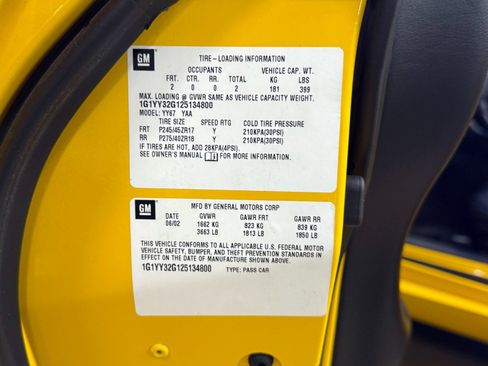 GM
TIRE-LOADING INFORMATION
OCCUPANTS VEHICLE CAP. WT.
FRT. CTR. RR. TOTAL KG LBS
2 0 0 2 181 399
MAX. LOADING @ GVWR SAME AS VEHICLE CAPACITY WEIGHT.
1G1YY32G125134800
MODEL: YY67 YAA
TIRE SIZE SPEED RTG COLD TIRE PRESSURE
FRT P245/45ZR17 Y 210KPA(30PSI)
RR P275/40ZR18 Y 210KPA(30PSI)
IF TIRES ARE HOT, ADD 28KPA(4PSI).
SEE OWNER'S MANUAL FOR MORE INFORMATION.
GM
MFD BY GENERAL MOTORS CORP
DATE GVWR GAWR FRT GAWR RR
06/02 1662 KG 823 KG 839 KG
3663 LB 1813 LB 1850 LB
THIS VEHICLE CONFORMS TO ALL APPLICABLE U.S. FEDERAL MOTOR
VEHICLE SAFETY, BUMPER, AND THEFT PREVENTION STANDARDS IN
EFFECT ON THE DATE OF MANUFACTURE SHOWN ABOVE.
1G1YY32G125134800 TYPE: PASS CAR